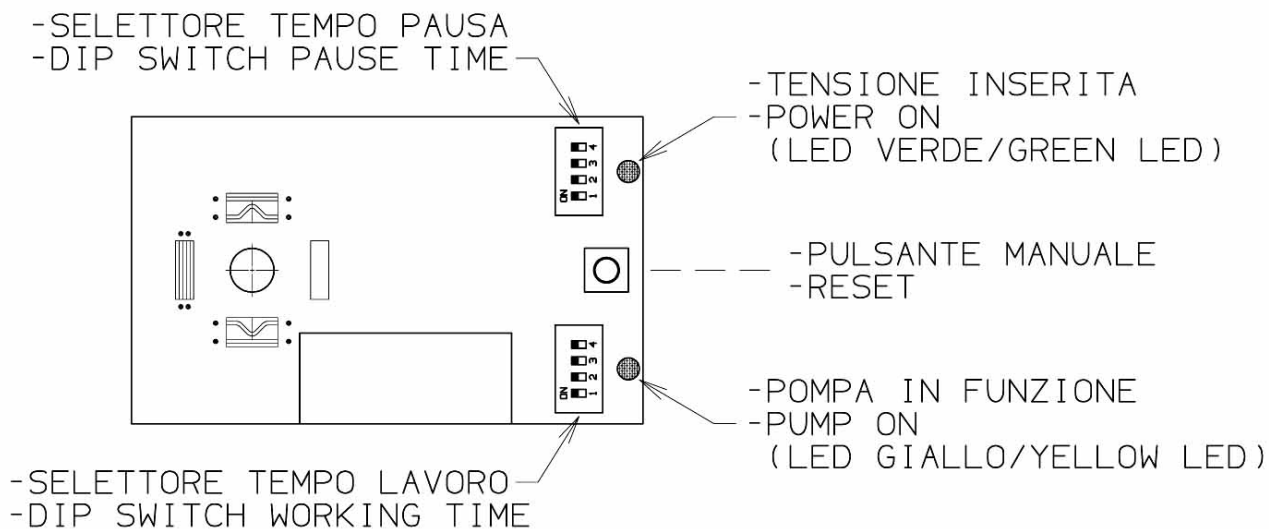 -SELETTORE TEMPO PAUSA
-DIP SWITCH PAUSE TIME
-TENSIONE INSERITA
-POWER ON
(LED VERDE/GREEN LED)
4
3
2
ON 1
-PULSANTE MANUALE
-RESET
4
3
2
ON 1
-POMPA IN FUNZIONE
-PUMP ON
(LED GIALLO/YELLOW LED)
-SELETTORE TEMPO LAVORO
-DIP SWITCH WORKING TIME